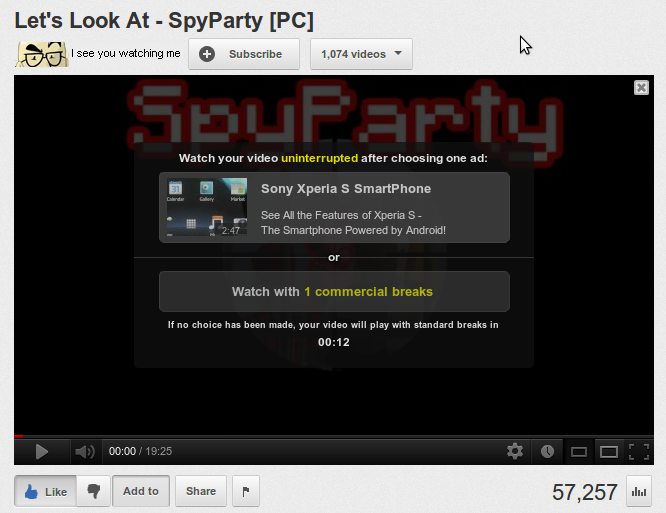 Let's Look At - SpyParty [PC]
I see you watching me
Subscribe
1,074 videos
SpyParty
Watch your video uninterrupted after choosing one ad:
Sony Xperia S SmartPhone
Calendar Gallery Market
See All the Features of Xperia S -
2:47
The Smartphone Powered by Android!
or
Watch with 1 commercial breaks
If no choice has been made, your video will play with standard breaks in
00:12
00:00 / 19:25
Like
Add to
Share
57,257